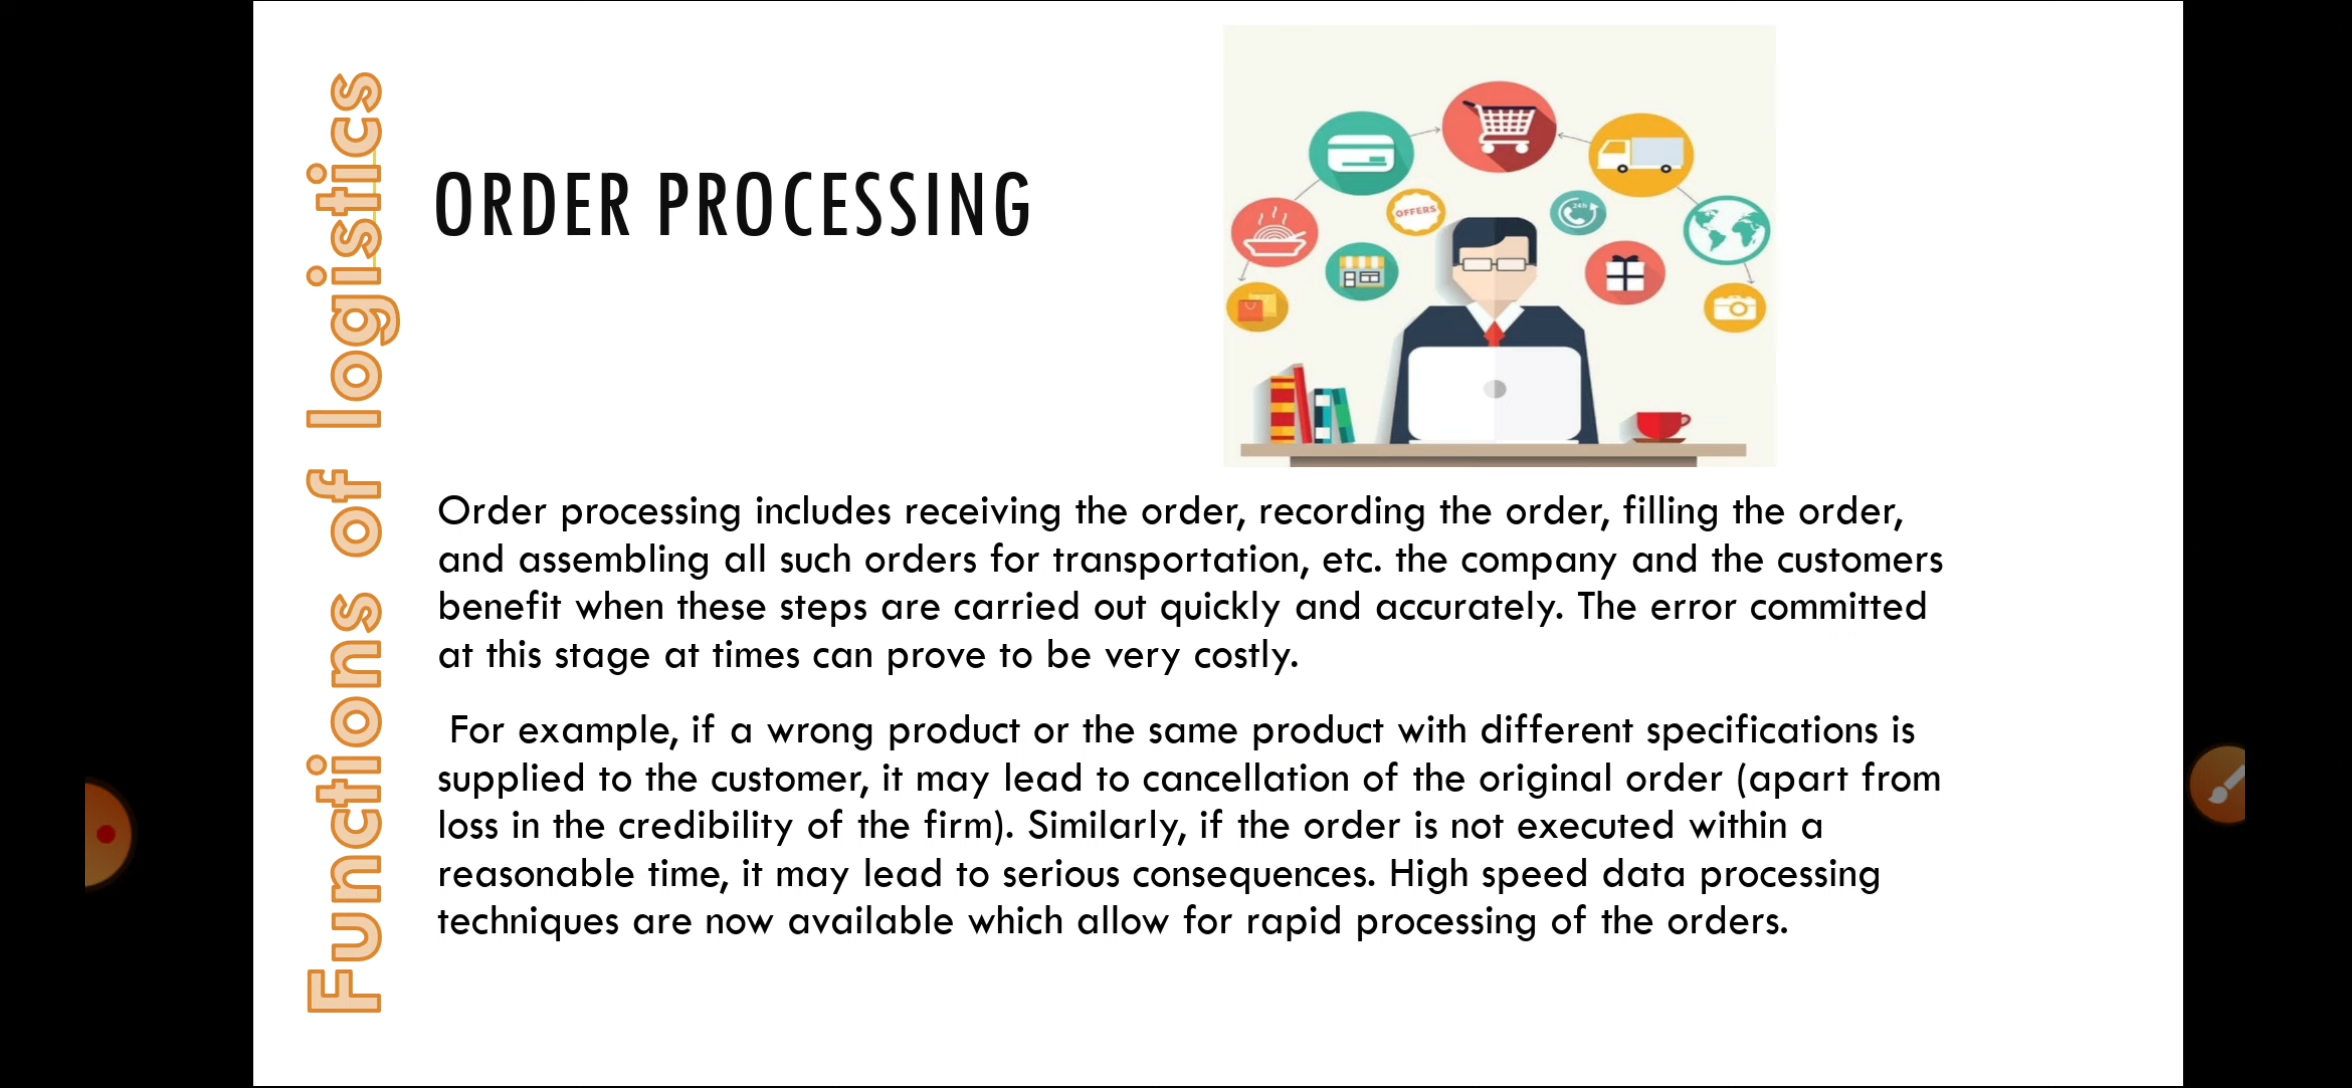 Functions of logistics
ORDER PROCESSING
OFFERS
24h
Order processing includes receiving the order, recording the order, filling the order,
and assembling all such orders for transportation, etc. the company and the customers
benefit when these steps are carried out quickly and accurately. The error committed
at this stage at times can prove to be very costly.
For example, if a wrong product or the same product with different specifications is
supplied to the customer, it may lead to cancellation of the original order (apart from
loss in the credibility of the firm). Similarly, if the order is not executed within a
reasonable time, it may lead to serious consequences. High speed data processing
techniques are now available which allow for rapid processing of the orders.